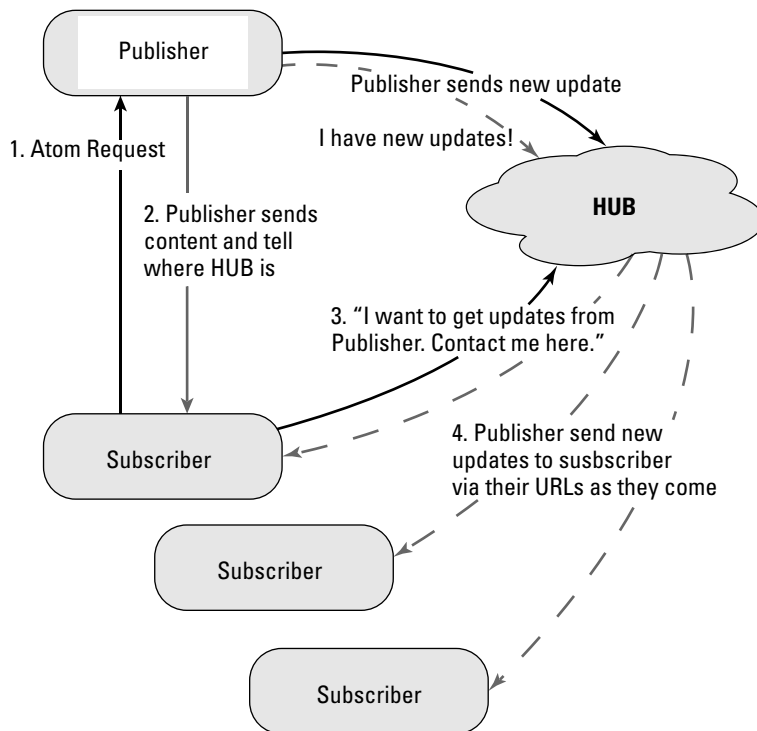 Publisher
Publisher sends new update
I have new updates!
1. Atom Request
HUB
2. Publisher sends
content and tell
where HUB is
3. “I want to get updates from
Publisher. Contact me here.”
Subscriber
4. Publisher send new
updates to susbscriber
via their URLs as they come
Subscriber
Subscriber